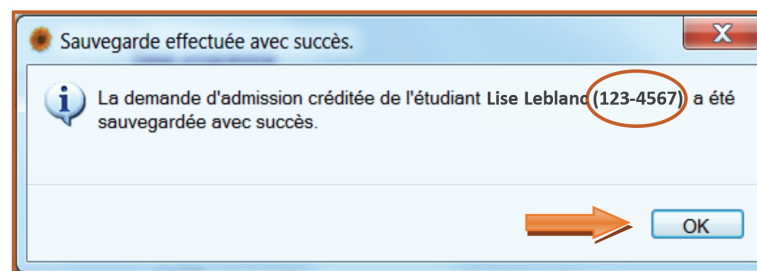 Sauvegarde effectuée avec succès.
La demande d'admission créditée de l'étudiant Lise Leblanc (123-4567) a été
sauvegardée avec succès.
OK